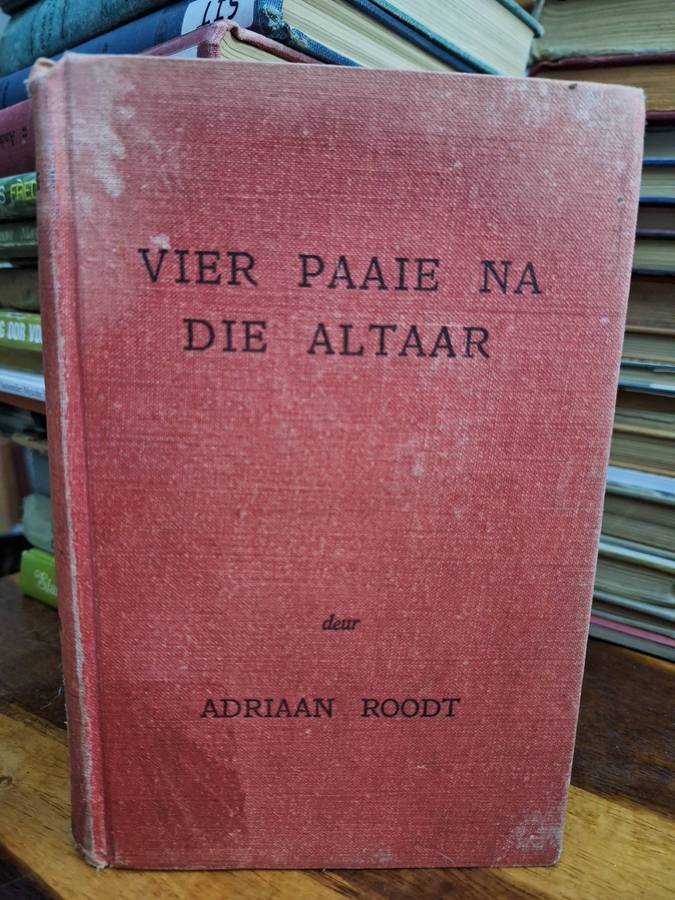 VIER PAAIE NA
DIE ALTAAR
deur
ADRIAAN ROODT